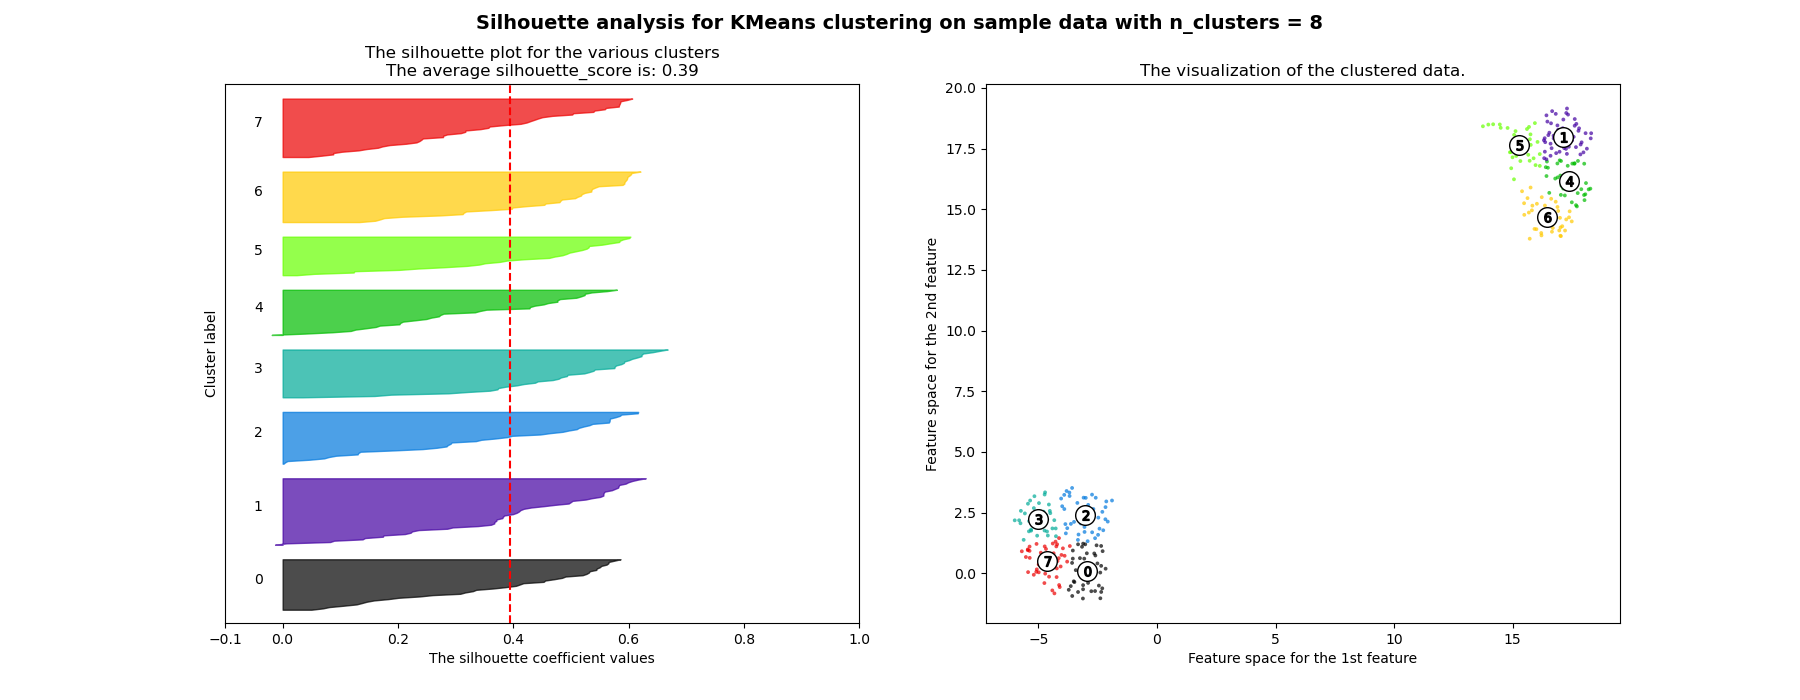 Silhouette analysis for KMeans clustering on sample data with n_clusters = 8
The silhouette plot for the various clusters
The average silhouette_score is: 0.39
7
6
5
4
3
2
1
0
Cluster label
−0.1 0.0 0.2 0.4 0.6 0.8 1.0
The silhouette coefficient values
The visualization of the clustered data.
20.0
17.5
15.0
12.5
10.0
7.5
5.0
2.5
0.0
Feature space for the 2nd feature
1
5
4
6
2
3
7
0
−5 0 5 10 15
Feature space for the 1st feature